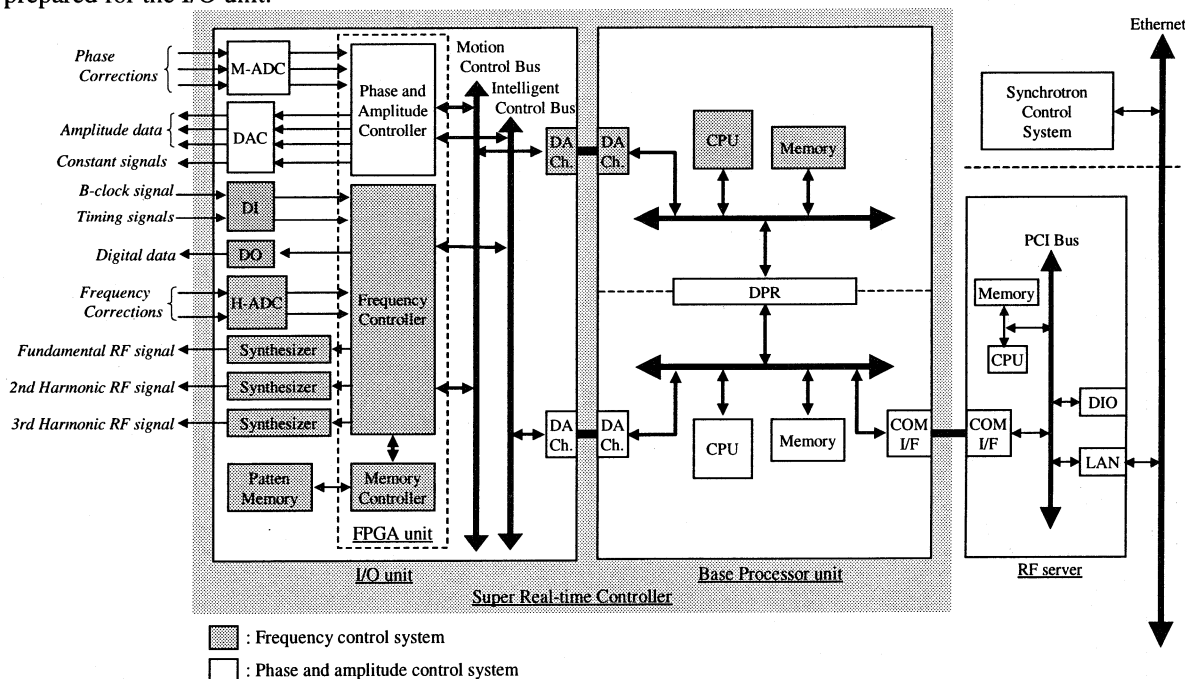 prepared for the I/O unit.
Ethernet
Phase
Corrections
M-ADC
Phase and
Amplitude
Controller
Motion
Control Bus
Intelligent
Control Bus
Amplitude data
DAC
Constant signals
B-clock signal
DI
Timing signals
Digital data
DO
Frequency
Corrections
H-ADC
Frequency
Controller
Fundamental RF signal
Synthesizer
2nd Harmonic RF signal
Synthesizer
3rd Harmonic RF signal
Synthesizer
Patten
Memory
Memory
Controller
FPGA unit
I/O unit
DA
Ch.
DA
Ch.
CPU
Memory
DPR
DA
Ch.
DA
Ch.
CPU
Memory
COM
I/F
COM
I/F
Base Processor unit
Super Real-time Controller
Synchrotron
Control
System
PCI Bus
Memory
CPU
DIO
LAN
RF server
: Frequency control system
: Phase and amplitude control system